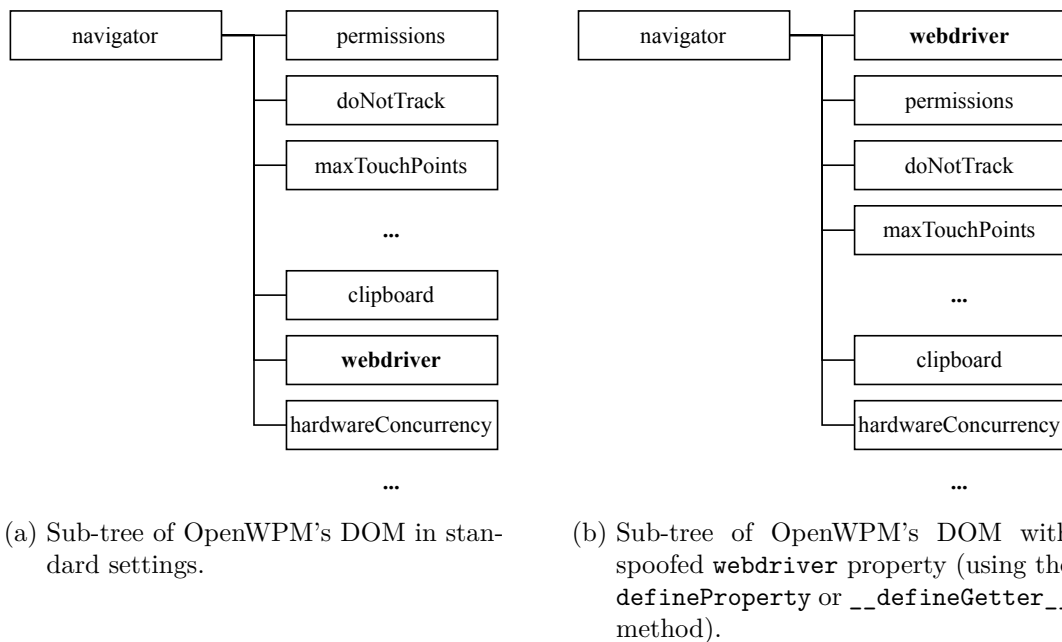 navigator
permissions
doNotTrack
maxTouchPoints
...
clipboard
webdriver
hardwareConcurrency
...
(a) Sub-tree of OpenWPM's DOM in stan-
dard settings.
navigator
webdriver
permissions
doNotTrack
maxTouchPoints
...
clipboard
hardwareConcurrency
...
(b) Sub-tree of OpenWPM's DOM with
spoofed webdriver property (using the
defineProperty or __defineGetter__
method).